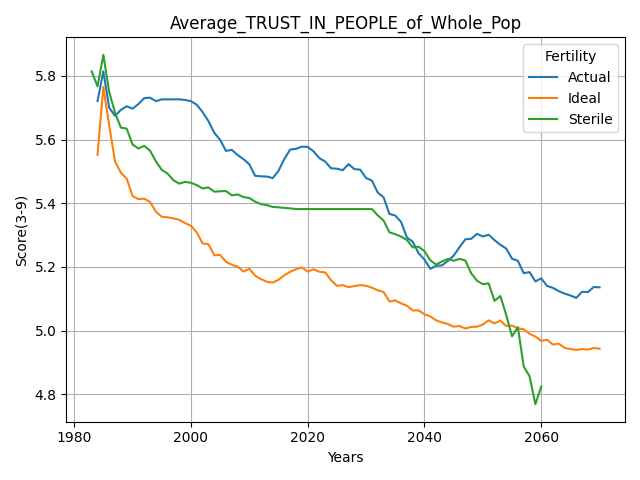 Average_TRUST_IN_PEOPLE_of_Whole_Pop
Score(3-9)
5.8
5.6
5.4
5.2
5.0
4.8
Fertility
Actual
Ideal
Sterile
1980 2000 2020 2040 2060
Years